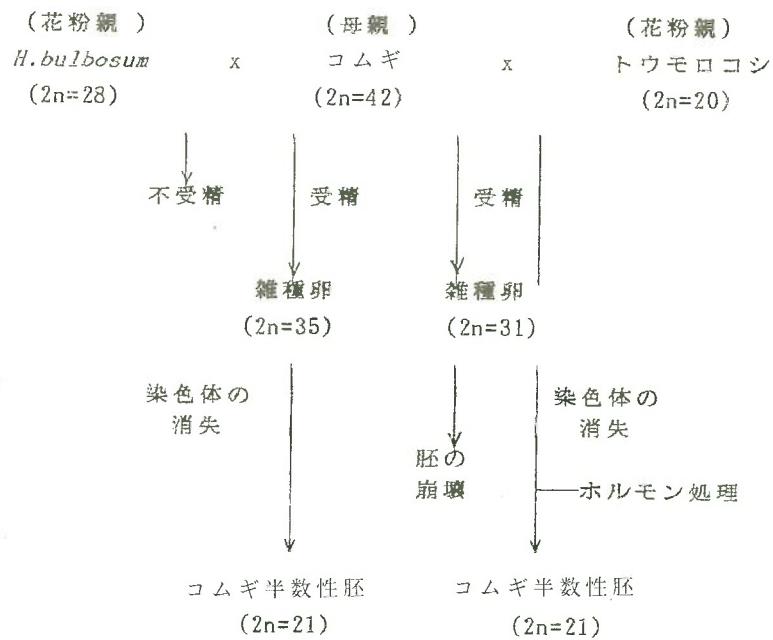 (花粉親) (母親) (花粉親)
H.bulbosum x コムギ x トウモロコシ
(2n=28) (2n=42) (2n=20)
不受精 受精 受精
雑種卵 雑種卵
(2n=35) (2n=31)
染色体の
消失
染色体の
消失
胚の
崩壊
ホルモン処理
コムギ半数性胚 コムギ半数性胚
(2n=21) (2n=21)